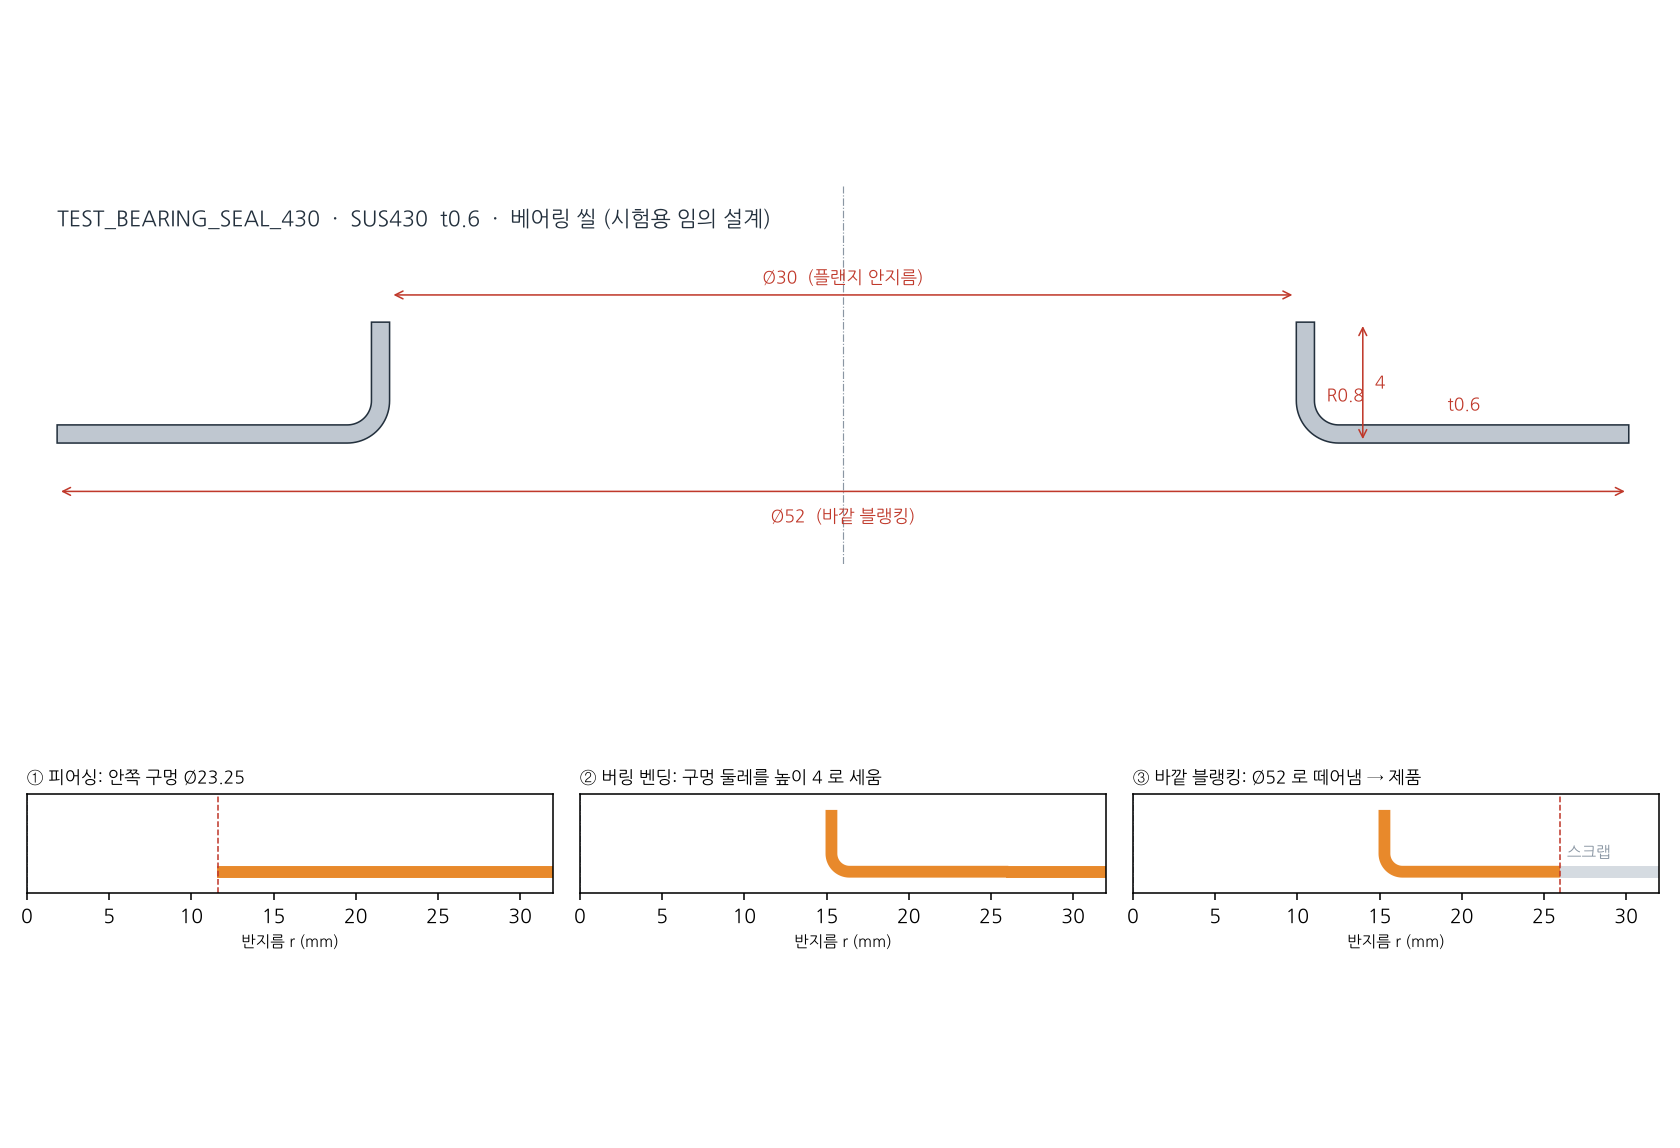 TEST_BEARING_SEAL_430 · SUS430 t0.6 · 베어링 씰 (시험용 임의 설계)
Ø30 (플랜지 안지름)
4
R0.8
t0.6
Ø52 (바깥 블랭킹)
① 피어싱: 안쪽 구멍 Ø23.25
0 5 10 15 20 25 30
반지름 r (mm)
② 버링 벤딩: 구멍 둘레를 높이 4 로 세움
0 5 10 15 20 25 30
반지름 r (mm)
③ 바깥 블랭킹: Ø52 로 떼어냄 → 제품
스크랩
0 5 10 15 20 25 30
반지름 r (mm)